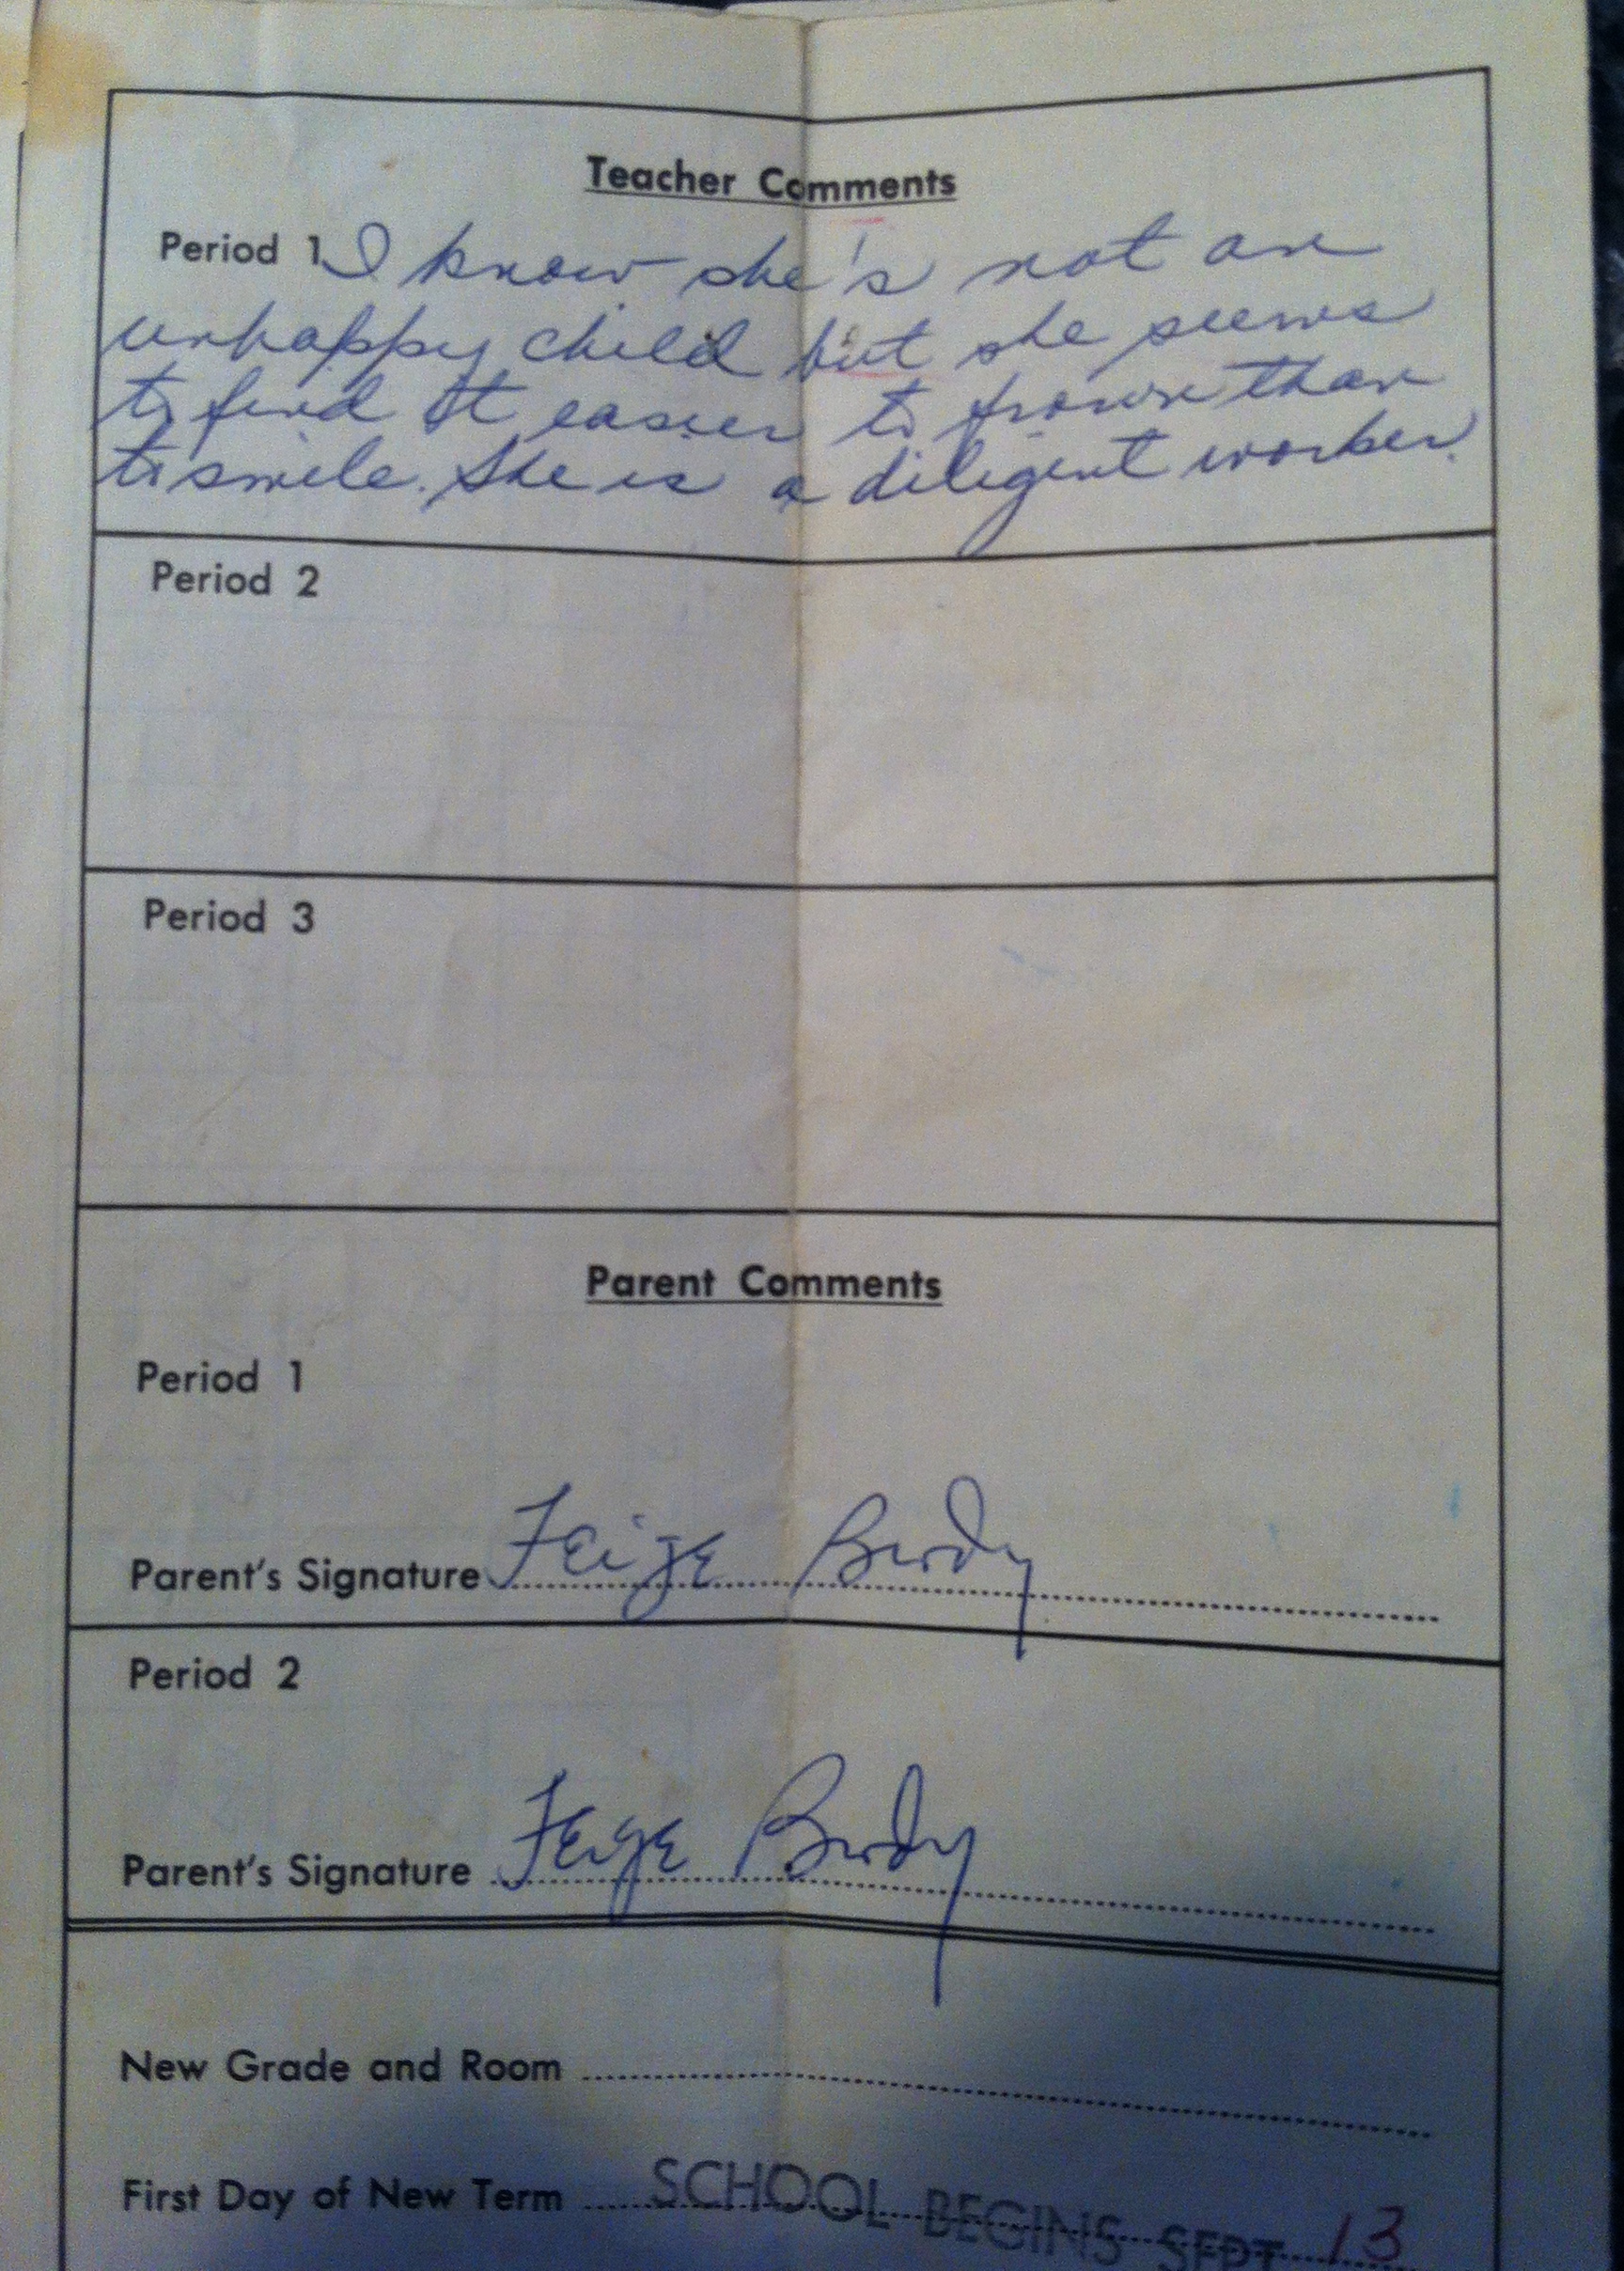 Teacher Comments
Period 1 I know she's not an
unhappy child but she seems
to find it easier to frown than
to smile. She is a diligent worker.
Period 2
Period 3
Parent Comments
Period 1
Parent's Signature Feige Brody
Period 2
Parent's Signature Feige Brody
New Grade and Room
First Day of New Term SCHOOL BEGINS SEPT 13